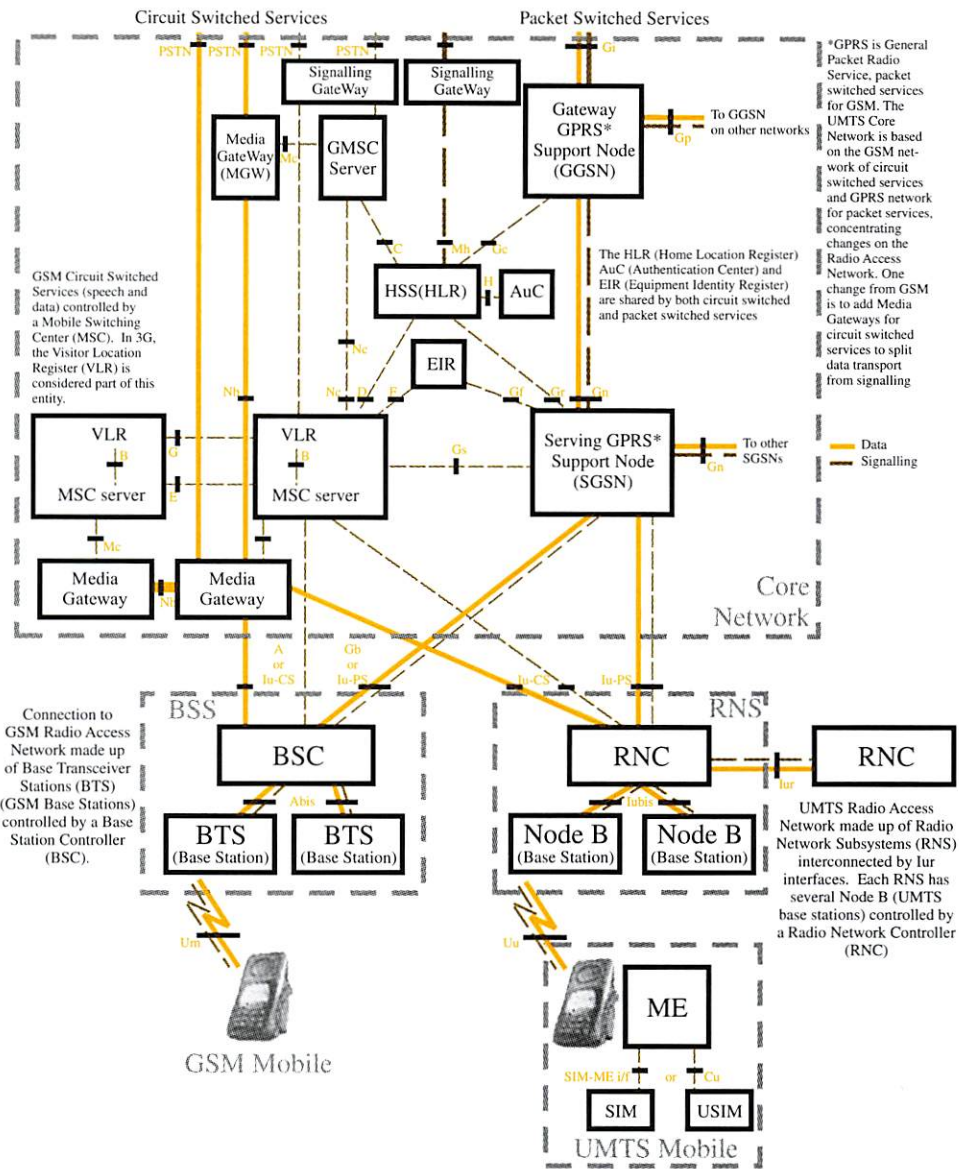 Circuit Switched Services
Packet Switched Services
PSTN
PSTN
PSTN
PSTN
Gi
Signalling
GateWay
Signalling
GateWay
Gateway
GPRS*
Support Node
(GGSN)
To GGSN
on other networks
Gp
Media
GateWay
(MGW)
Mc
GMSC
Server
*GPRS is General
Packet Radio
Service, packet
switched services
for GSM. The
UMTS Core
Network is based
on the GSM net-
work of circuit
switched services
and GPRS network
for packet services,
concentrating
changes on the
Radio Access
Network. One
change from GSM
is to add Media
Gateways for
circuit switched
services to split
data transport
from signalling
C
Mh
Gc
The HLR (Home Location Register)
AuC (Authentication Center) and
EIR (Equipment Identity Register)
are shared by both circuit switched
and packet switched services
HSS(HLR)
H
AuC
GSM Circuit Switched
Services (speech and
data) controlled by
a Mobile Switching
Center (MSC). In 3G,
the Visitor Location
Register (VLR) is
considered part of this
entity.
Nc
EIR
Nb
Nc
D
F
Gf
Gr
Gn
VLR
B
MSC server
G
E
VLR
B
MSC server
Gs
Serving GPRS*
Support Node
(SGSN)
To other
SGSNs
Gn
Data
Signalling
Mc
Media
Gateway
Nb
Media
Gateway
Core
Network
A
or
Iu-CS
Gb
or
Iu-PS
Iu-CS
Iu-PS
BSS
RNS
Connection to
GSM Radio Access
Network made up
of Base Transceiver
Stations (BTS)
(GSM Base Stations)
controlled by a Base
Station Controller
(BSC).
BSC
RNC
RNC
Iur
Abis
Iubis
BTS
(Base Station)
BTS
(Base Station)
Node B
(Base Station)
Node B
(Base Station)
UMTS Radio Access
Network made up of Radio
Network Subsystems (RNS)
interconnected by Iur
interfaces. Each RNS has
several Node B (UMTS
base stations) controlled by
a Radio Network Controller
(RNC)
Um
Uu
GSM Mobile
ME
SIM-ME i/f
or
Cu
SIM
USIM
UMTS Mobile